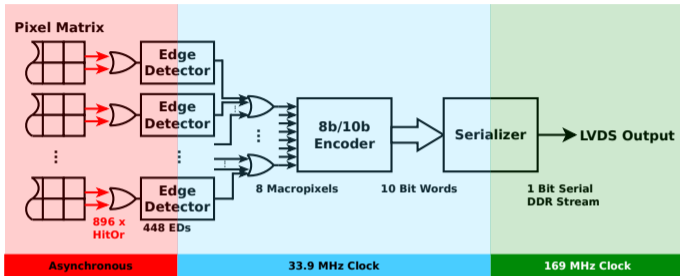 Pixel Matrix
Edge
Detector
Edge
Detector
Edge
Detector
896 x
HitOr
448 EDs
8 Macropixels
8b/10b
Encoder
10 Bit Words
Serializer
LVDS Output
1 Bit Serial
DDR Stream
Asynchronous
33.9 MHz Clock
169 MHz Clock